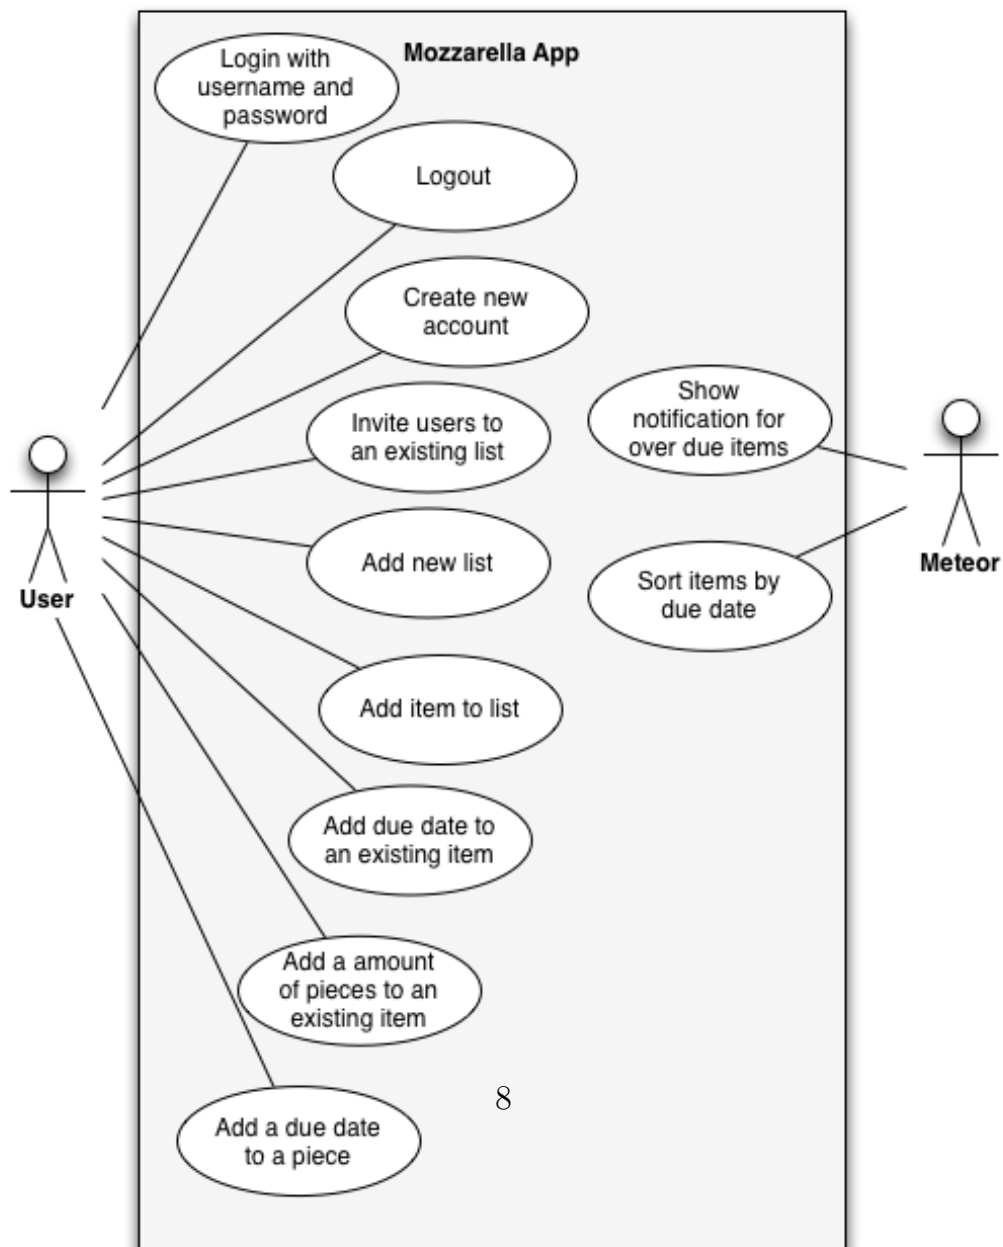 Mozzarella App
Login with
username and
password
Logout
Create new
account
Invite users to
an existing list
Add new list
Add item to list
Add due date to
an existing item
Add a amount
of pieces to an
existing item
Add a due date
to a piece
Show
notification for
over due items
Sort items by
due date
User
Meteor
8